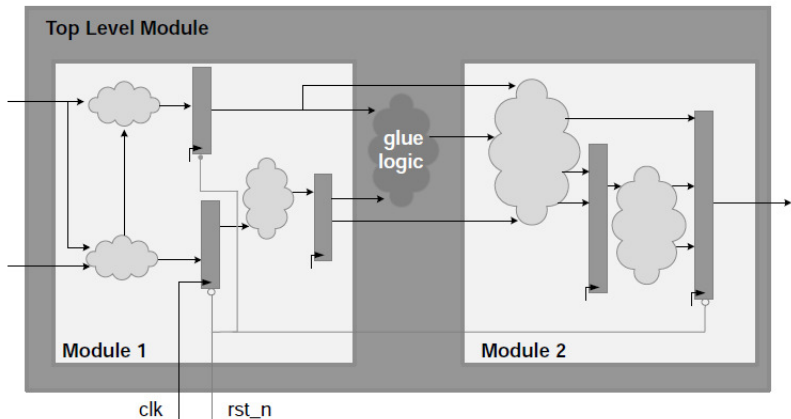 Top Level Module
glue
logic
Module 1
Module 2
clk
rst_n